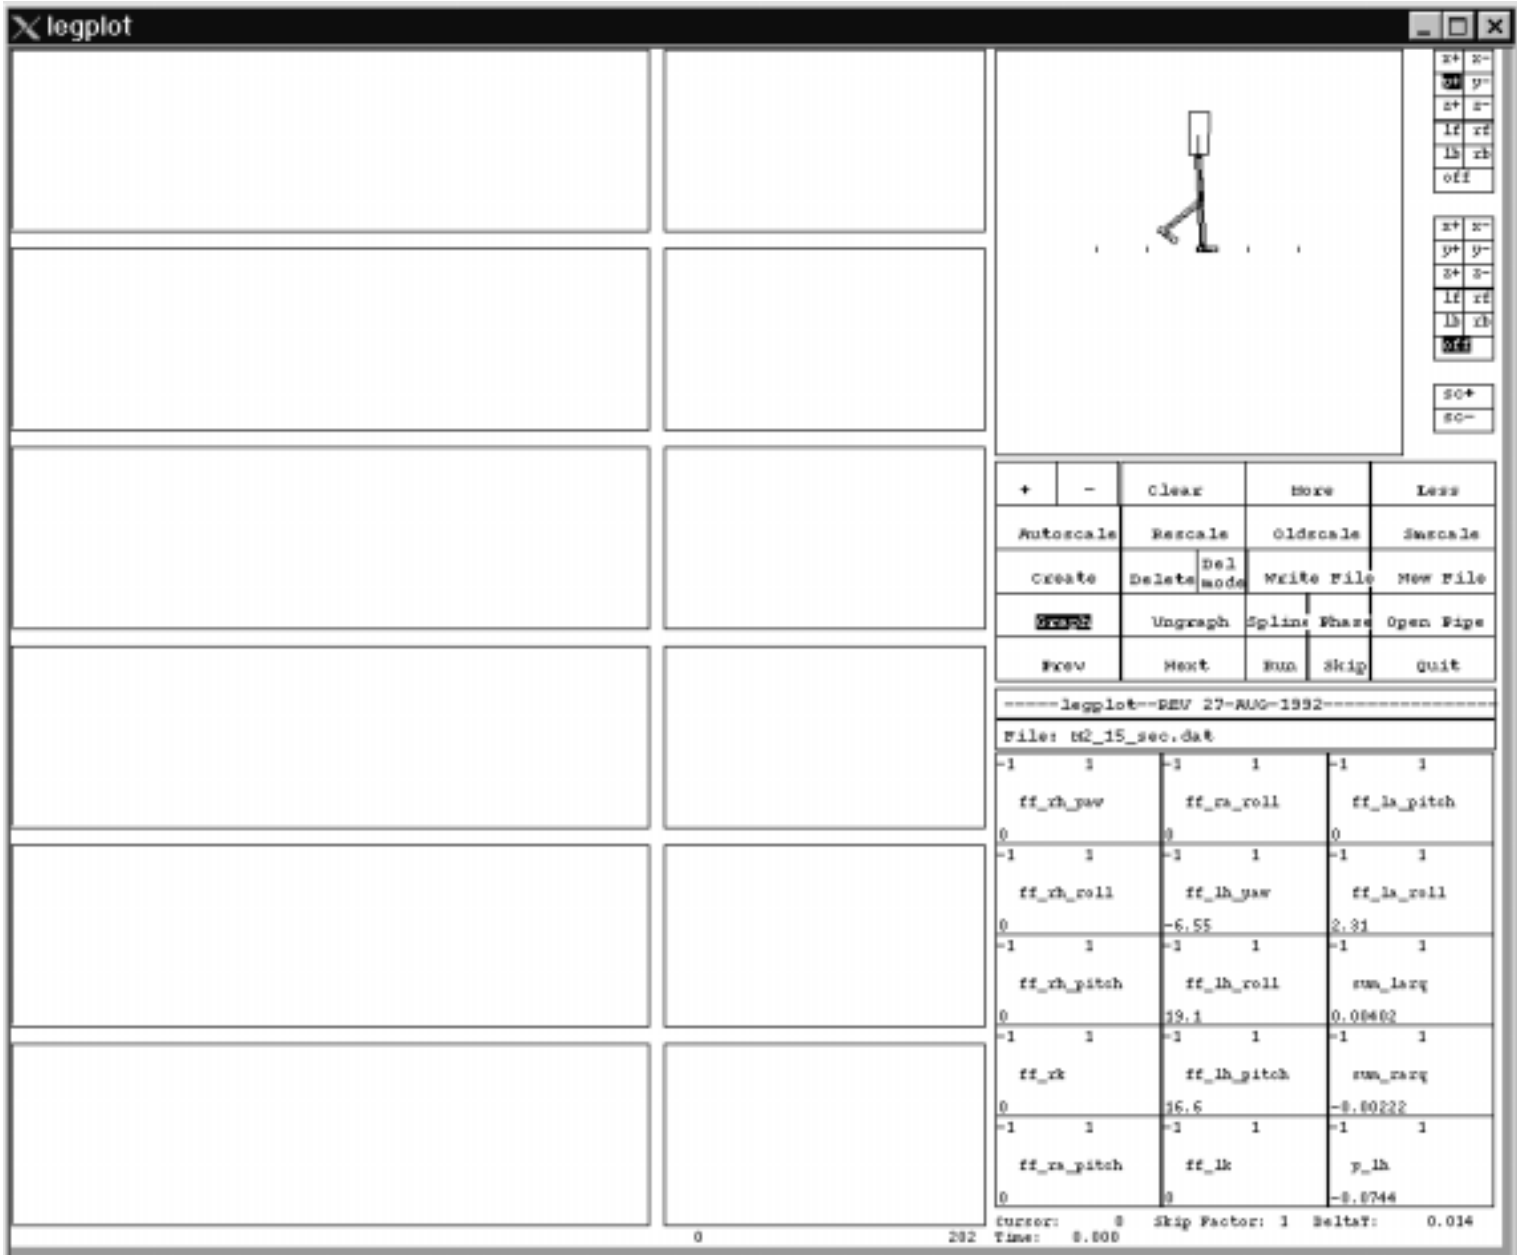 legplot
x+ x-
y+ y-
z+ z-
lf rf
lb rb
off
x+ x-
y+ y-
z+ z-
lf rf
lb rb
off
sc+
sc-
+ - Clear More Less
Autoscale Rescale Oldscale Smscale
Create Delete Del mode Write File New File
Graph Ungraph Spline Phase Open Pipe
Prev Next Run Skip Quit
-----legplot--REV 27-AUG-1992----------------
File: M2_15_sec.dat
-1 1 -1 1 -1 1
ff_rh_yaw ff_ra_roll ff_la_pitch
0 0 0
-1 1 -1 1 -1 1
ff_rh_roll ff_lh_yaw ff_la_roll
0 -6.55 2.31
-1 1 -1 1 -1 1
ff_rh_pitch ff_lh_roll sum_larq
0 19.1
-1 1 -1 1 -1 1
ff_rk ff_lh_pitch sum_rarq
0 16.6 -0.00222
-1 1 -1 1 -1 1
ff_ra_pitch ff_lk p_lh
0 0 -0.0744
Cursor: 0 Skip Factor: 1 DeltaT: 0.014
0 202 Time: 0.000